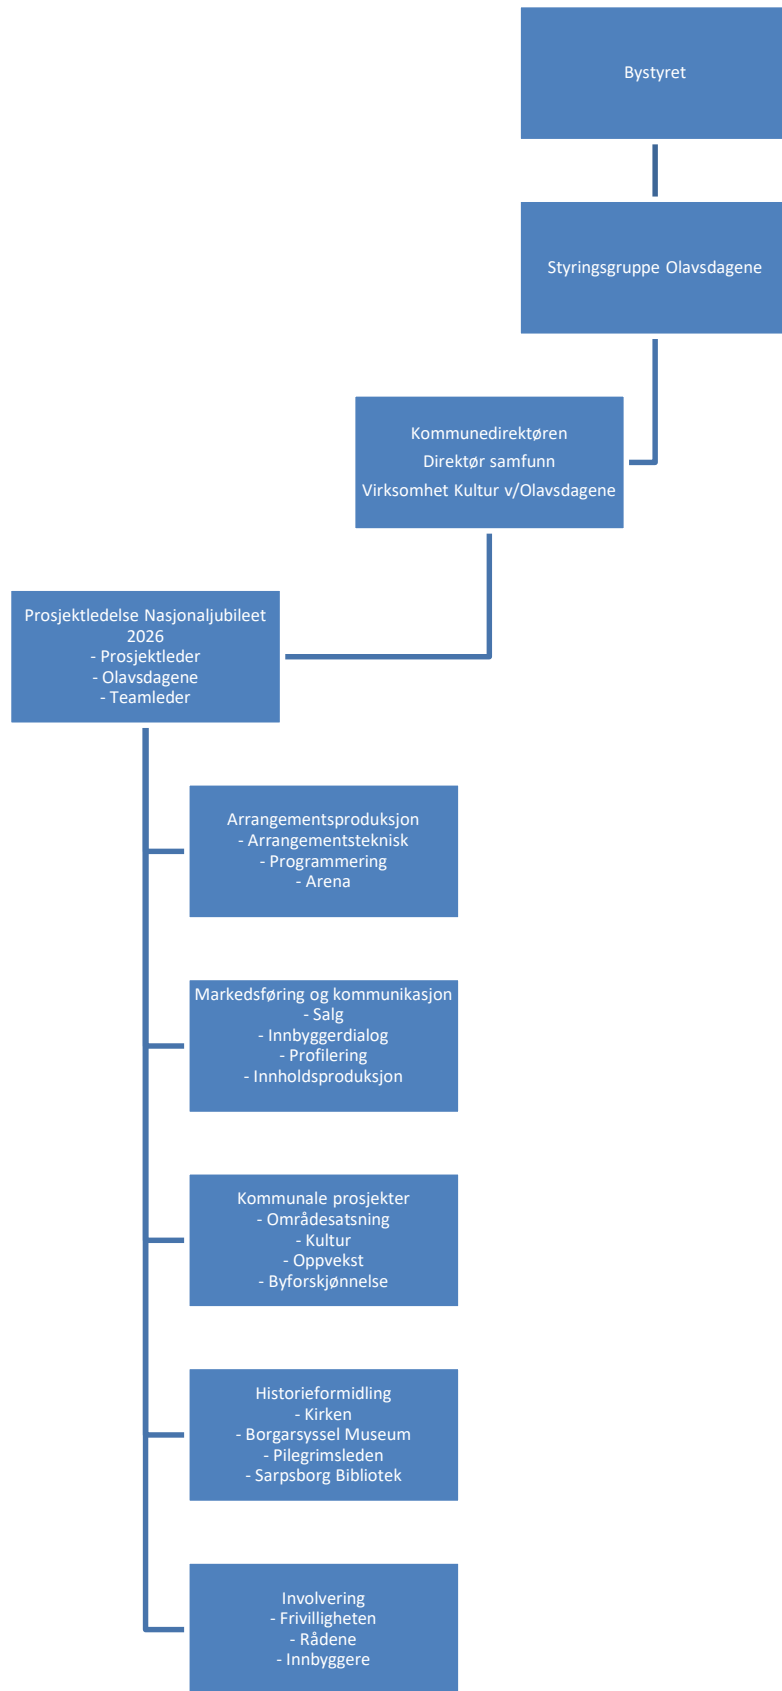 Bystyret
Styringsgruppe Olavsdagene
Kommunedirektøren
Direktør samfunn
Virksomhet Kultur v/Olavsdagene
Prosjektledelse Nasjonaljubileet
2026
- Prosjektleder
- Olavsdagene
- Teamleder
Arrangementsproduksjon
- Arrangementsteknisk
- Programmering
- Arena
Markedsføring og kommunikasjon
- Salg
- Innbyggerdialog
- Profilering
- Innholdsproduksjon
Kommunale prosjekter
- Områdesatsning
- Kultur
- Oppvekst
- Byforskjønnelse
Historieformidling
- Kirken
- Borgarsyssel Museum
- Pilegrimsleden
- Sarpsborg Bibliotek
Involvering
- Frivilligheten
- Rådene
- Innbyggere